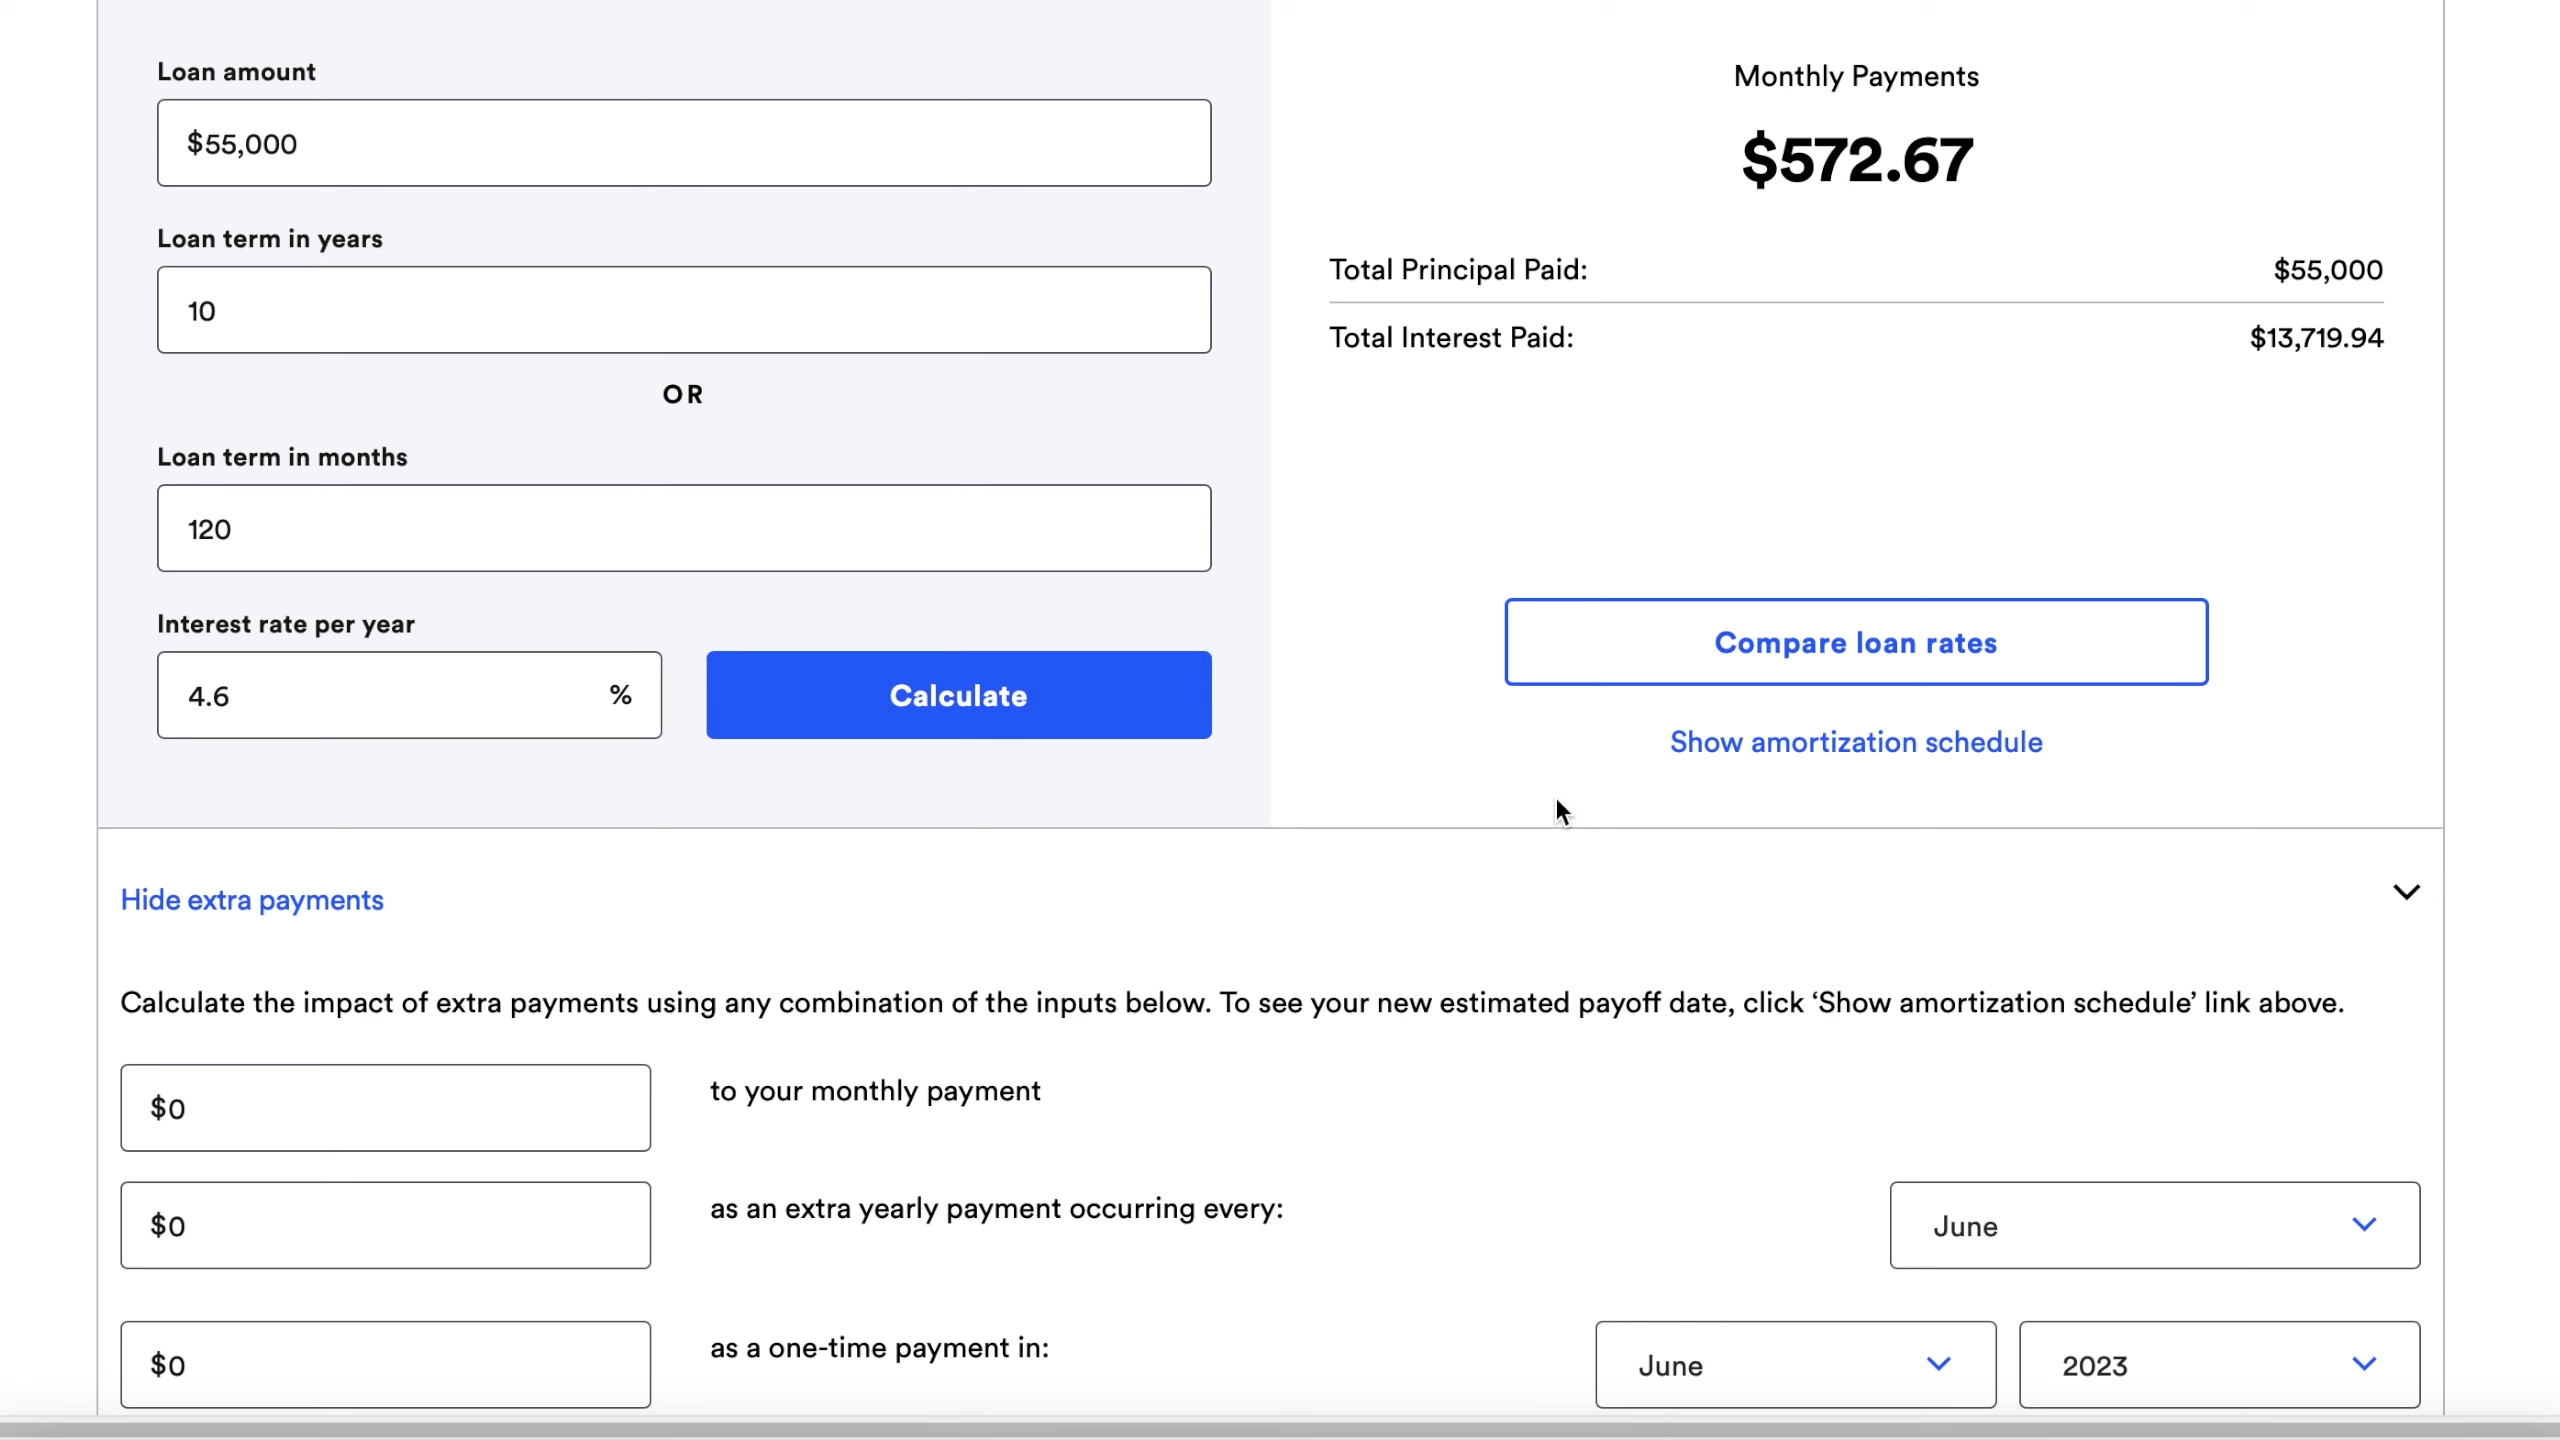 Loan amount
$55,000
Loan term in years
10
OR
Loan term in months
120
Interest rate per year
4.6 %
Calculate
Monthly Payments
$572.67
Total Principal Paid: $55,000
Total Interest Paid: $13,719.94
Compare loan rates
Show amortization schedule
Hide extra payments
Calculate the impact of extra payments using any combination of the inputs below. To see your new estimated payoff date, click ‘Show amortization schedule’ link above.
$0 to your monthly payment
$0 as an extra yearly payment occurring every: June
$0 as a one-time payment in: June 2023